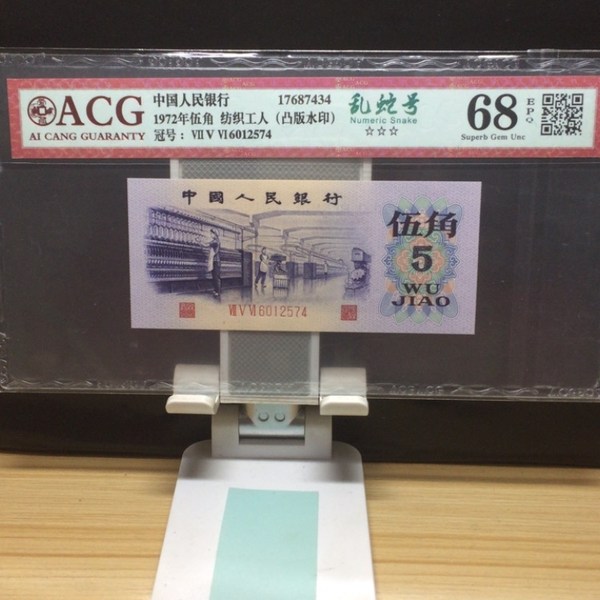 ACG
AI CANG GUARANTY
中国人民银行 17687434
1972年伍角 纺织工人（凸版水印）
冠号：Ⅶ Ⅴ Ⅵ 6012574
乱蛇号
Numeric Snake
☆☆☆
68
EPQ
Superb Gem Unc
中國人民銀行
伍角
5
WU
JIAO
ⅦⅤⅥ6012574